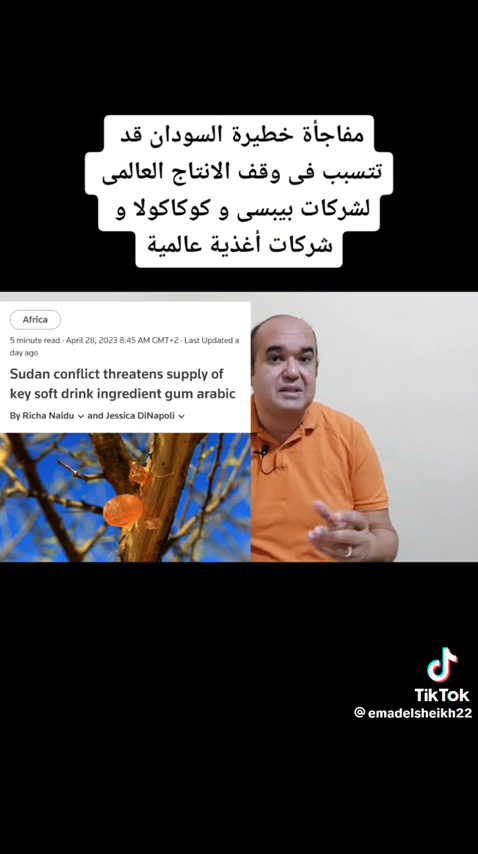 مفاجأة خطيرة السودان قد
تتسبب فى وقف الانتاج العالمى
لشركات بيبسى و كوكاكولا و
شركات أغذية عالمية
Africa
5 minute read · April 28, 2023 8:45 AM GMT+2 · Last Updated a
day ago
Sudan conflict threatens supply of
key soft drink ingredient gum arabic
By Richa Naidu and Jessica DiNapoli
TikTok
@emadelsheikh22